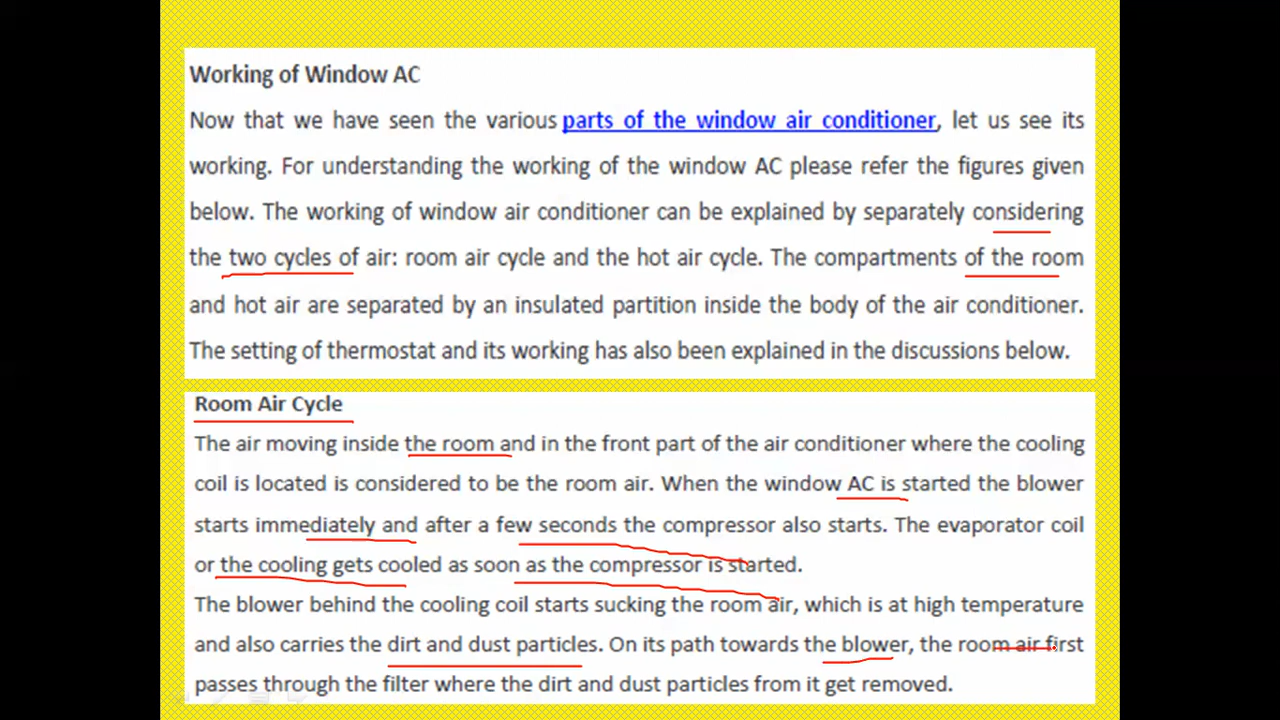 Working of Window AC
Now that we have seen the various parts of the window air conditioner, let us see its
working. For understanding the working of the window AC please refer the figures given
below. The working of window air conditioner can be explained by separately considering
the two cycles of air: room air cycle and the hot air cycle. The compartments of the room
and hot air are separated by an insulated partition inside the body of the air conditioner.
The setting of thermostat and its working has also been explained in the discussions below.
Room Air Cycle
The air moving inside the room and in the front part of the air conditioner where the cooling
coil is located is considered to be the room air. When the window AC is started the blower
starts immediately and after a few seconds the compressor also starts. The evaporator coil
or the cooling gets cooled as soon as the compressor is started.
The blower behind the cooling coil starts sucking the room air, which is at high temperature
and also carries the dirt and dust particles. On its path towards the blower, the room air first
passes through the filter where the dirt and dust particles from it get removed.